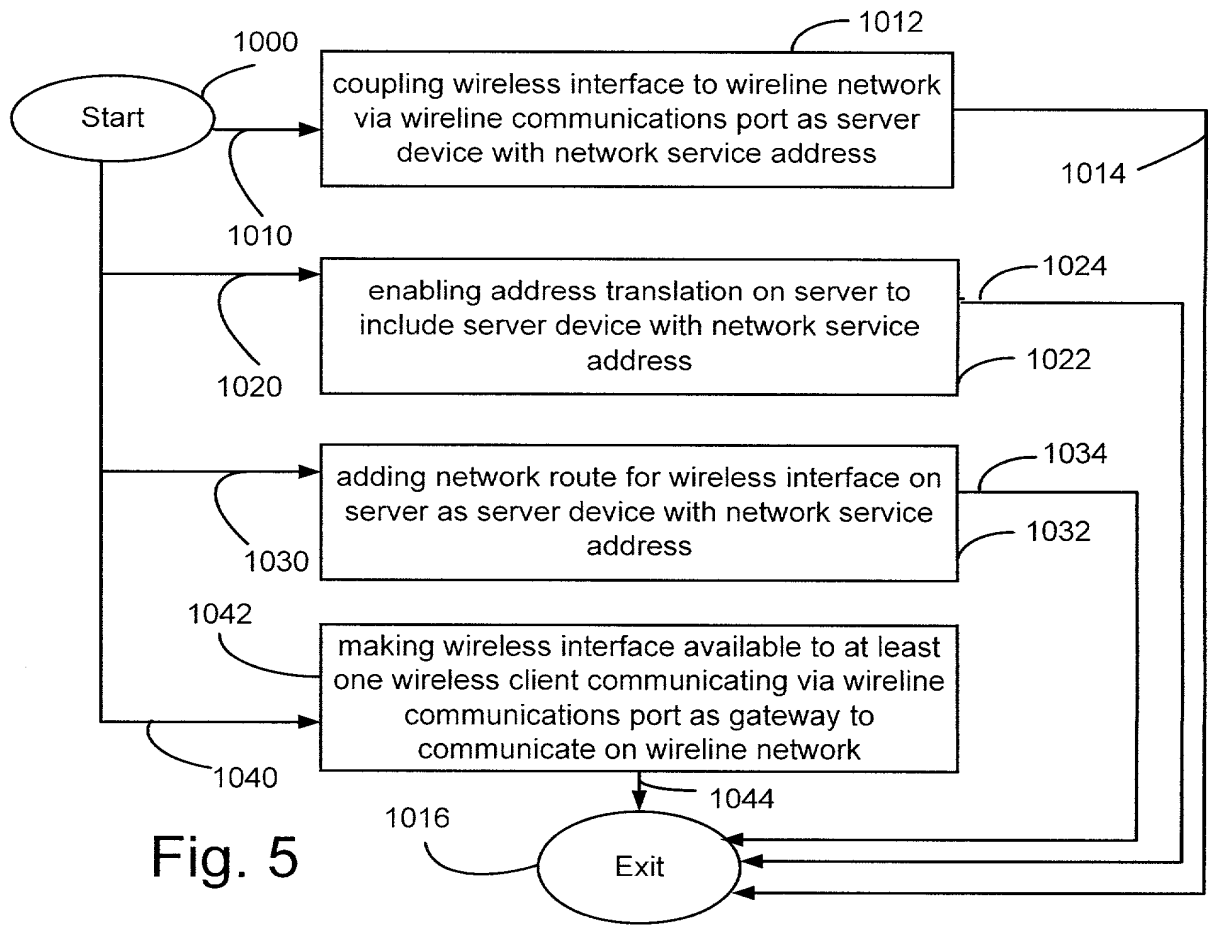 1000
1012
Start
coupling wireless interface to wireline network
via wireline communications port as server
device with network service address
1014
1010
1024
enabling address translation on server to
include server device with network service
address
1022
1020
1034
adding network route for wireless interface on
server as server device with network service
address
1032
1030
1042
making wireless interface available to at least
one wireless client communicating via wireline
communications port as gateway to
communicate on wireline network
1040
1044
1016
Fig. 5
Exit